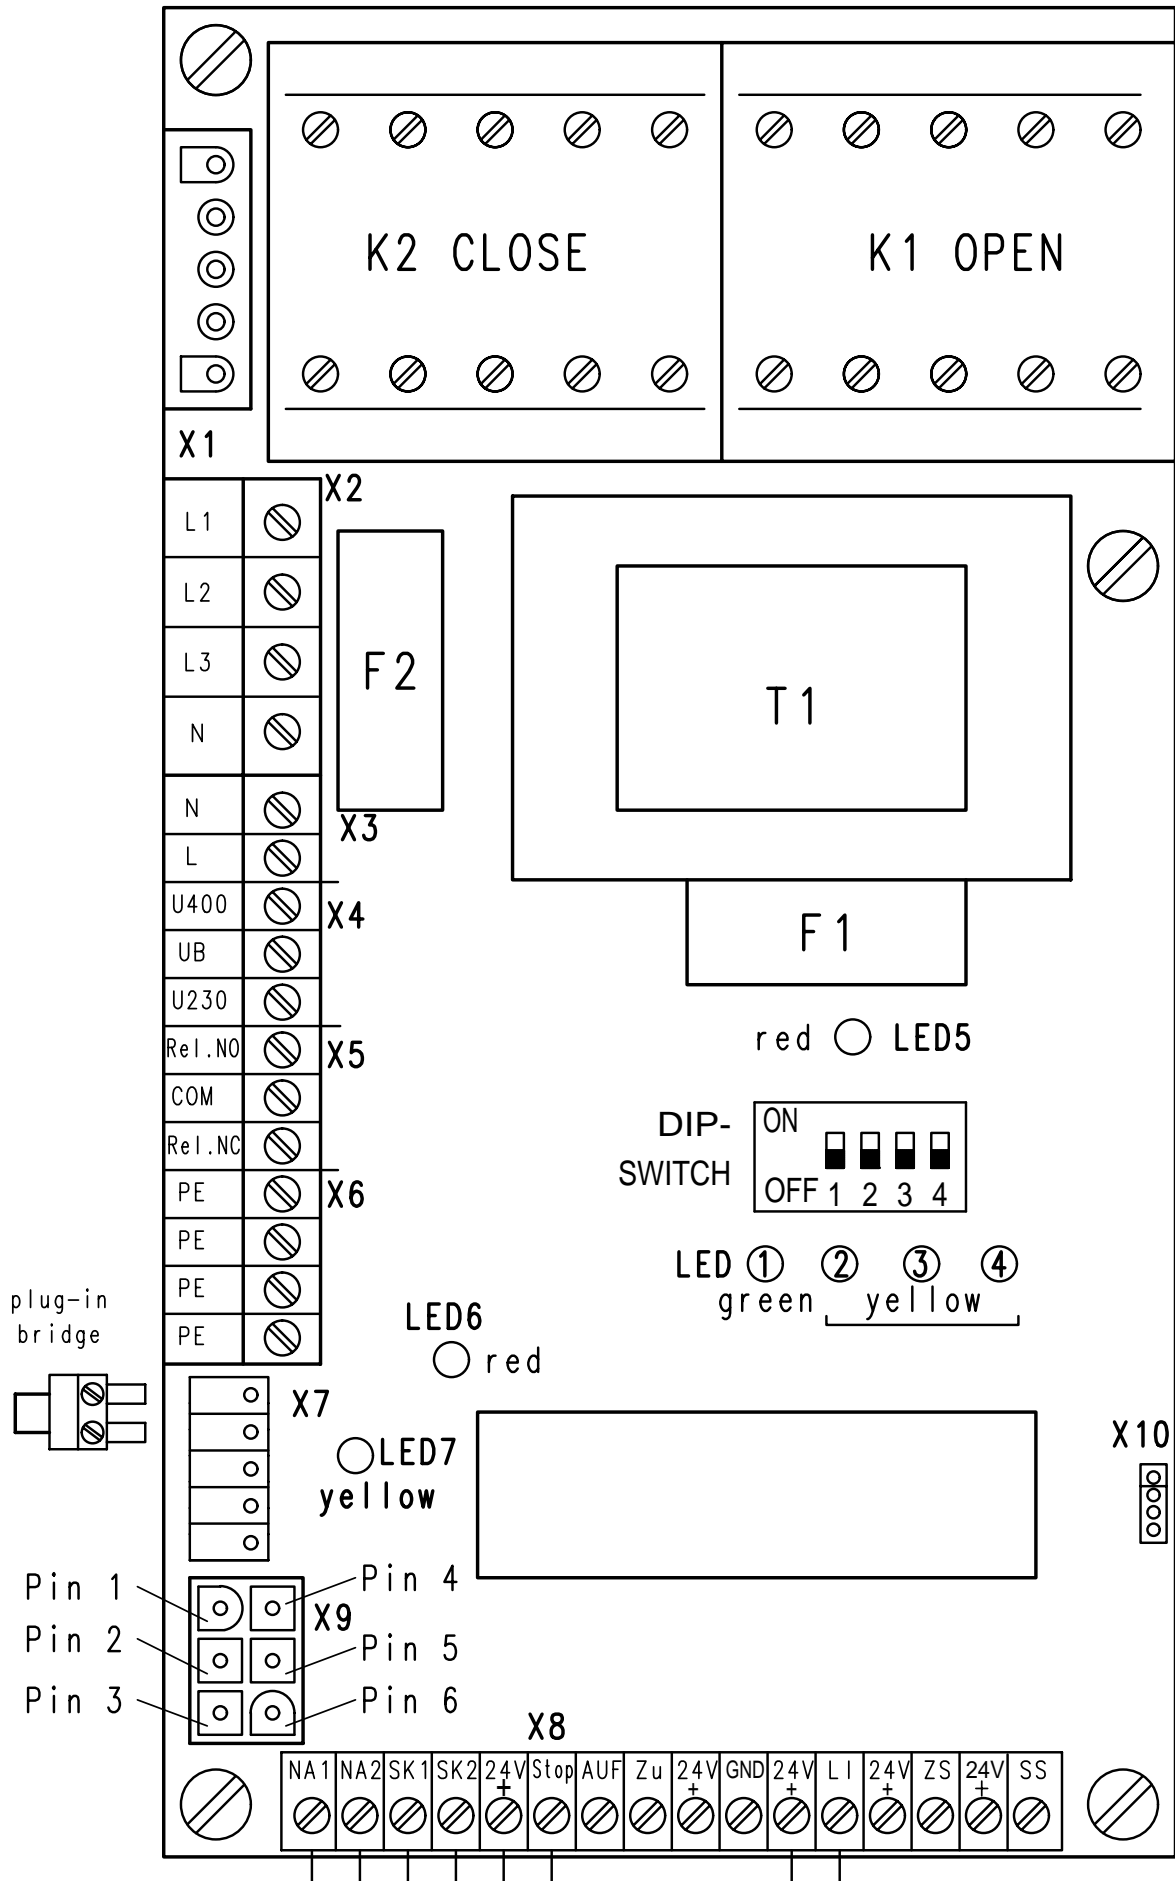 K2 CLOSE
K1 OPEN
X1
X2
L1
L2
L3
N
F2
T1
N
X3
L
U400
X4
UB
F1
U230
Rel.NO
X5
red
LED5
COM
DIP-
SWITCH
ON
OFF 1 2 3 4
Rel.NC
PE
X6
PE
LED 1 2 3 4
green yellow
PE
PE
plug-in
bridge
LED6
red
X7
LED7
yellow
X10
Pin 1
Pin 4
X9
Pin 2
Pin 5
Pin 3
Pin 6
X8
NA1 NA2 SK1 SK2 24V Stop AUF Zu 24V GND 24V LI 24V ZS 24V SS
+ + + + +